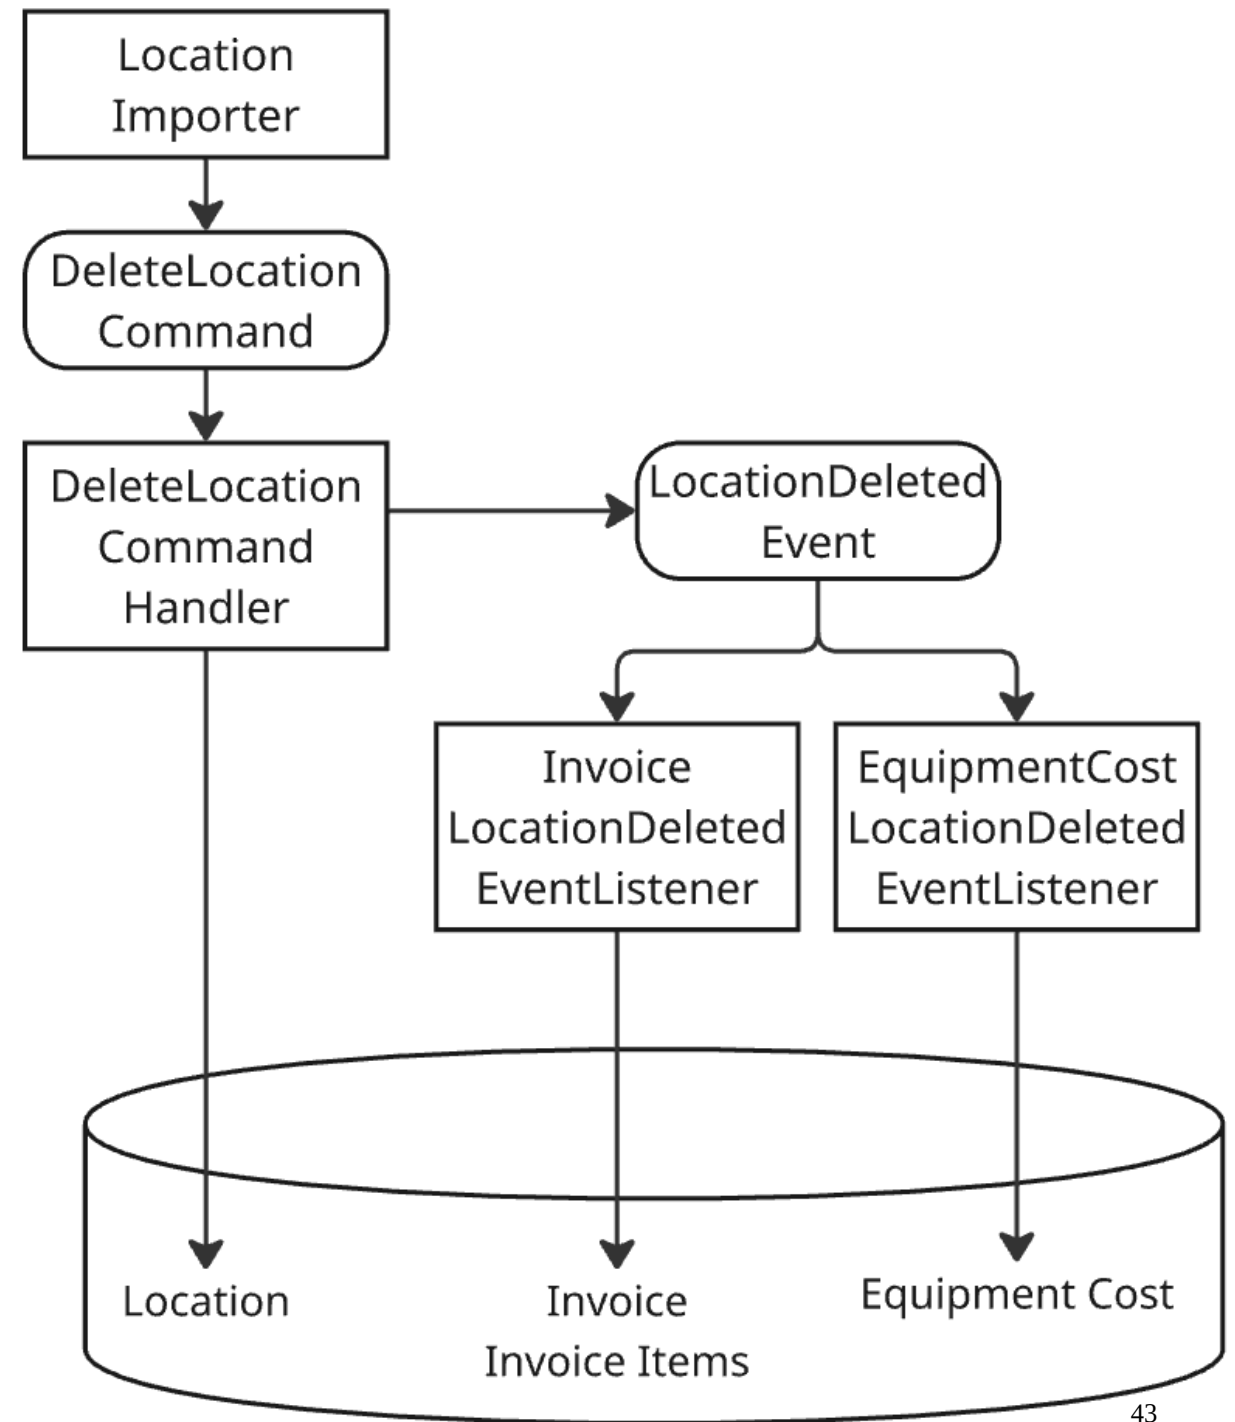 Location
Importer
DeleteLocation
Command
DeleteLocation
Command
Handler
LocationDeleted
Event
Invoice
LocationDeleted
EventListener
EquipmentCost
LocationDeleted
EventListener
Location
Invoice
Invoice Items
Equipment Cost
43